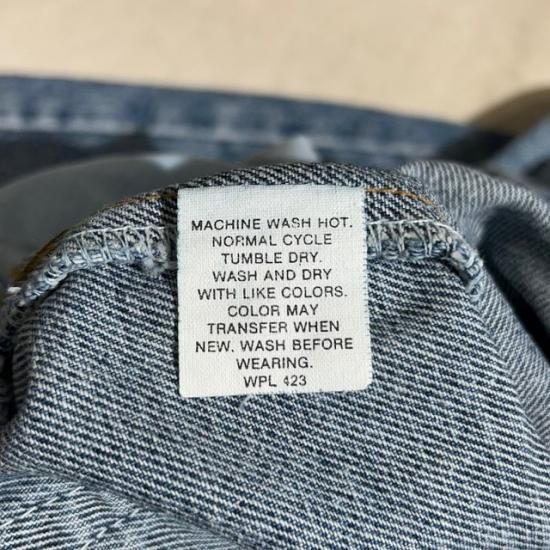 MACHINE WASH HOT.
NORMAL CYCLE
TUMBLE DRY.
WASH AND DRY
WITH LIKE COLORS.
COLOR MAY
TRANSFER WHEN
NEW. WASH BEFORE
WEARING.
WPL 423